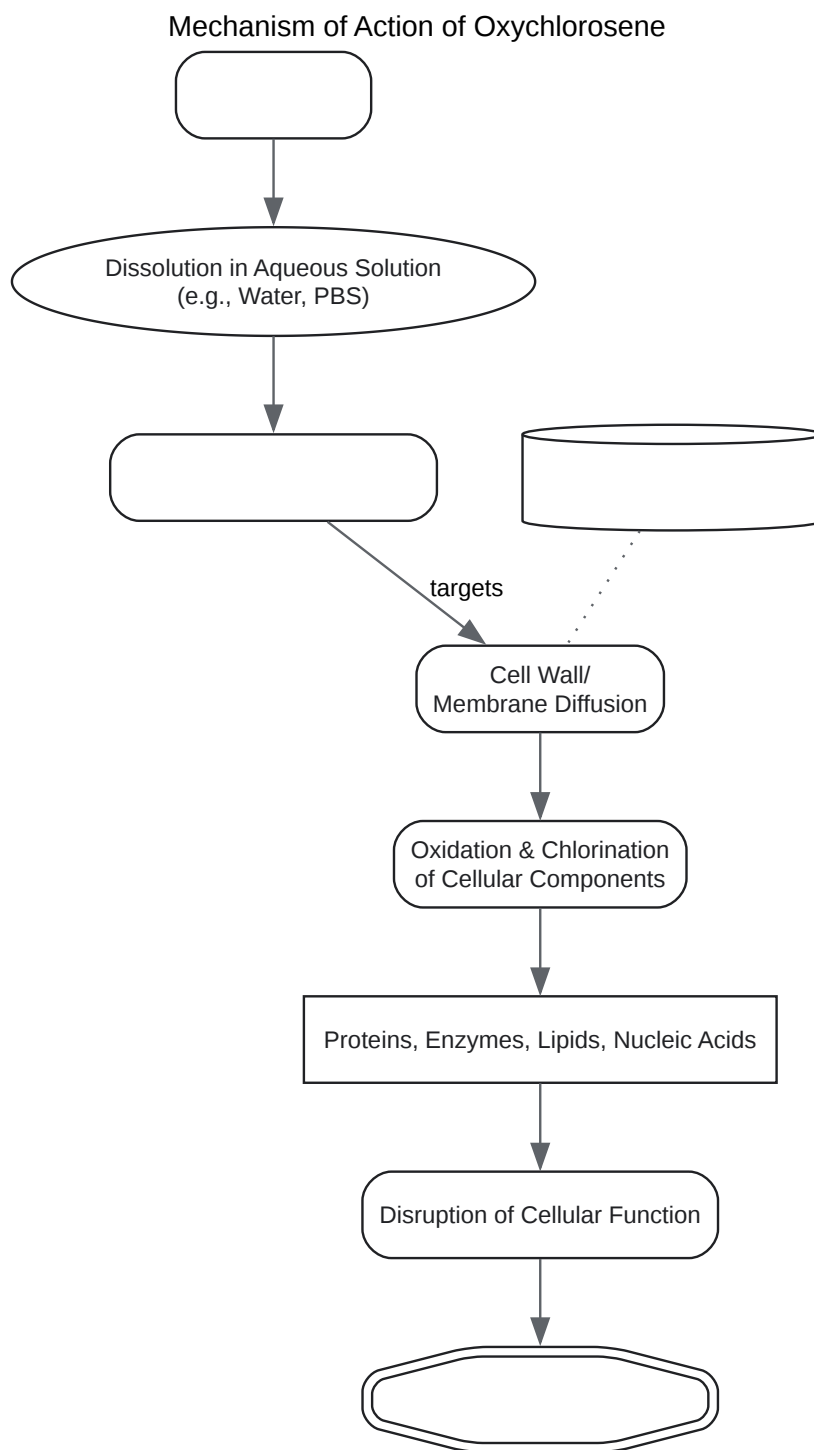 Mechanism of Action of Oxychlorosene
Dissolution in Aqueous Solution
(e.g., Water, PBS)
targets
Cell Wall/
Membrane Diffusion
Oxidation & Chlorination
of Cellular Components
Proteins, Enzymes, Lipids, Nucleic Acids
Disruption of Cellular Function